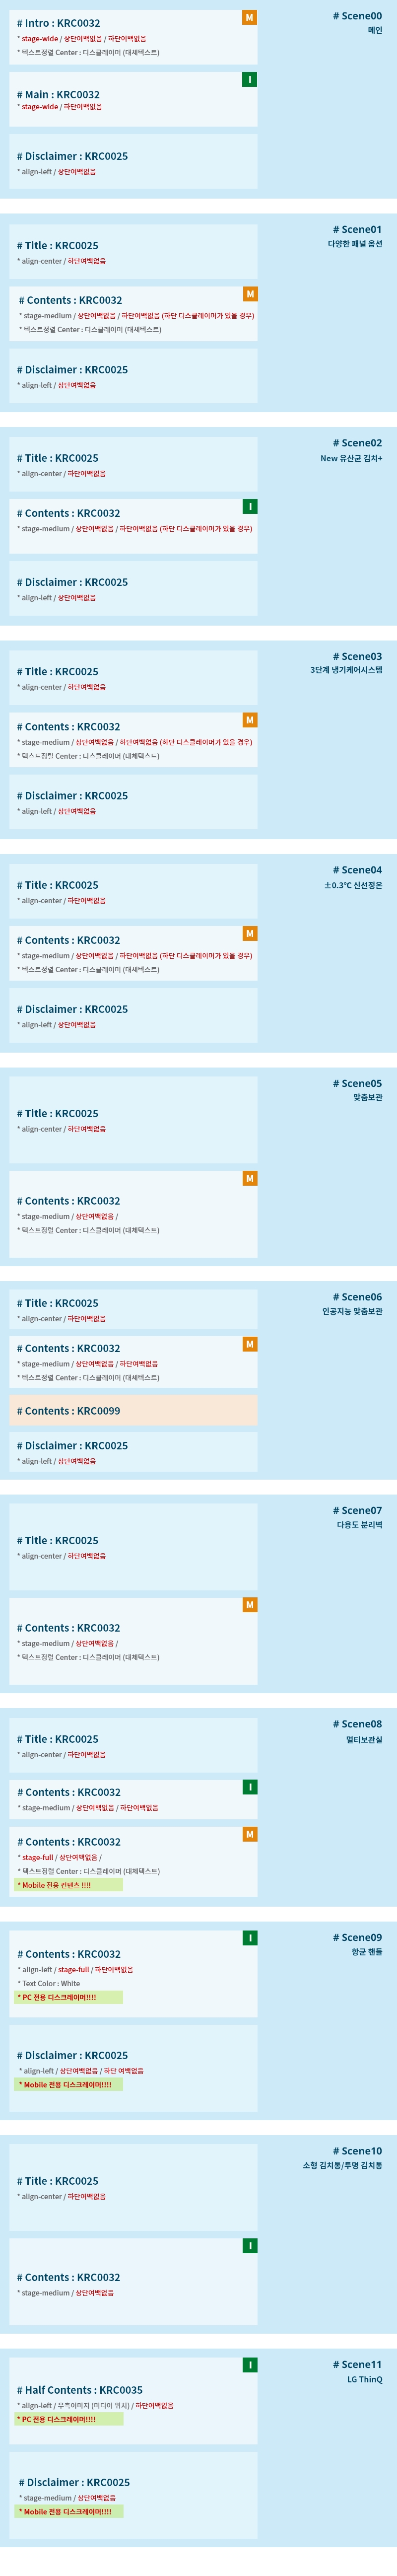 # Scene00
메인
M
# Intro : KRC0032
* stage-wide / 상단여백없음 / 하단여백없음
* 텍스트정렬 Center : 디스클레이머 (대체텍스트)
I
# Main : KRC0032
* stage-wide / 하단여백없음
# Disclaimer : KRC0025
* align-left / 상단여백없음
# Scene01
다양한 패널 옵션
# Title : KRC0025
* align-center / 하단여백없음
M
# Contents : KRC0032
* stage-medium / 상단여백없음 / 하단여백없음 (하단 디스클레이머가 있을 경우)
* 텍스트정렬 Center : 디스클레이머 (대체텍스트)
# Disclaimer : KRC0025
* align-left / 상단여백없음
# Scene02
New 유산균 김치+
# Title : KRC0025
* align-center / 하단여백없음
I
# Contents : KRC0032
* stage-medium / 상단여백없음 / 하단여백없음 (하단 디스클레이머가 있을 경우)
# Disclaimer : KRC0025
* align-left / 상단여백없음
# Scene03
3단계 냉기케어시스템
# Title : KRC0025
* align-center / 하단여백없음
M
# Contents : KRC0032
* stage-medium / 상단여백없음 / 하단여백없음 (하단 디스클레이머가 있을 경우)
* 텍스트정렬 Center : 디스클레이머 (대체텍스트)
# Disclaimer : KRC0025
* align-left / 상단여백없음
# Scene04
±0.3℃ 신선정온
# Title : KRC0025
* align-center / 하단여백없음
M
# Contents : KRC0032
* stage-medium / 상단여백없음 / 하단여백없음 (하단 디스클레이머가 있을 경우)
* 텍스트정렬 Center : 디스클레이머 (대체텍스트)
# Disclaimer : KRC0025
* align-left / 상단여백없음
# Scene05
맞춤보관
# Title : KRC0025
* align-center / 하단여백없음
M
# Contents : KRC0032
* stage-medium / 상단여백없음 /
* 텍스트정렬 Center : 디스클레이머 (대체텍스트)
# Scene06
인공지능 맞춤보관
# Title : KRC0025
* align-center / 하단여백없음
M
# Contents : KRC0032
* stage-medium / 상단여백없음 / 하단여백없음
* 텍스트정렬 Center : 디스클레이머 (대체텍스트)
# Contents : KRC0099
# Disclaimer : KRC0025
* align-left / 상단여백없음
# Scene07
다용도 분리벽
# Title : KRC0025
* align-center / 하단여백없음
M
# Contents : KRC0032
* stage-medium / 상단여백없음 /
* 텍스트정렬 Center : 디스클레이머 (대체텍스트)
# Scene08
멀티보관실
# Title : KRC0025
* align-center / 하단여백없음
I
# Contents : KRC0032
* stage-medium / 상단여백없음 / 하단여백없음
M
# Contents : KRC0032
* stage-full / 상단여백없음 /
* 텍스트정렬 Center : 디스클레이머 (대체텍스트)
* Mobile 전용 컨텐츠 !!!!
# Scene09
항균 핸들
I
# Contents : KRC0032
* align-left / stage-full / 하단여백없음
* Text Color : White
* PC 전용 디스크레이머!!!!
# Disclaimer : KRC0025
* align-left / 상단여백없음 / 하단 여백없음
* Mobile 전용 디스크레이머!!!!
# Scene10
소형 김치통/투명 김치통
# Title : KRC0025
* align-center / 하단여백없음
I
# Contents : KRC0032
* stage-medium / 상단여백없음
# Scene11
LG ThinQ
I
# Half Contents : KRC0035
* align-left / 우측이미지 (미디어 위치) / 하단여백없음
* PC 전용 디스크레이머!!!!
# Disclaimer : KRC0025
* stage-medium / 상단여백없음
* Mobile 전용 디스크레이머!!!!